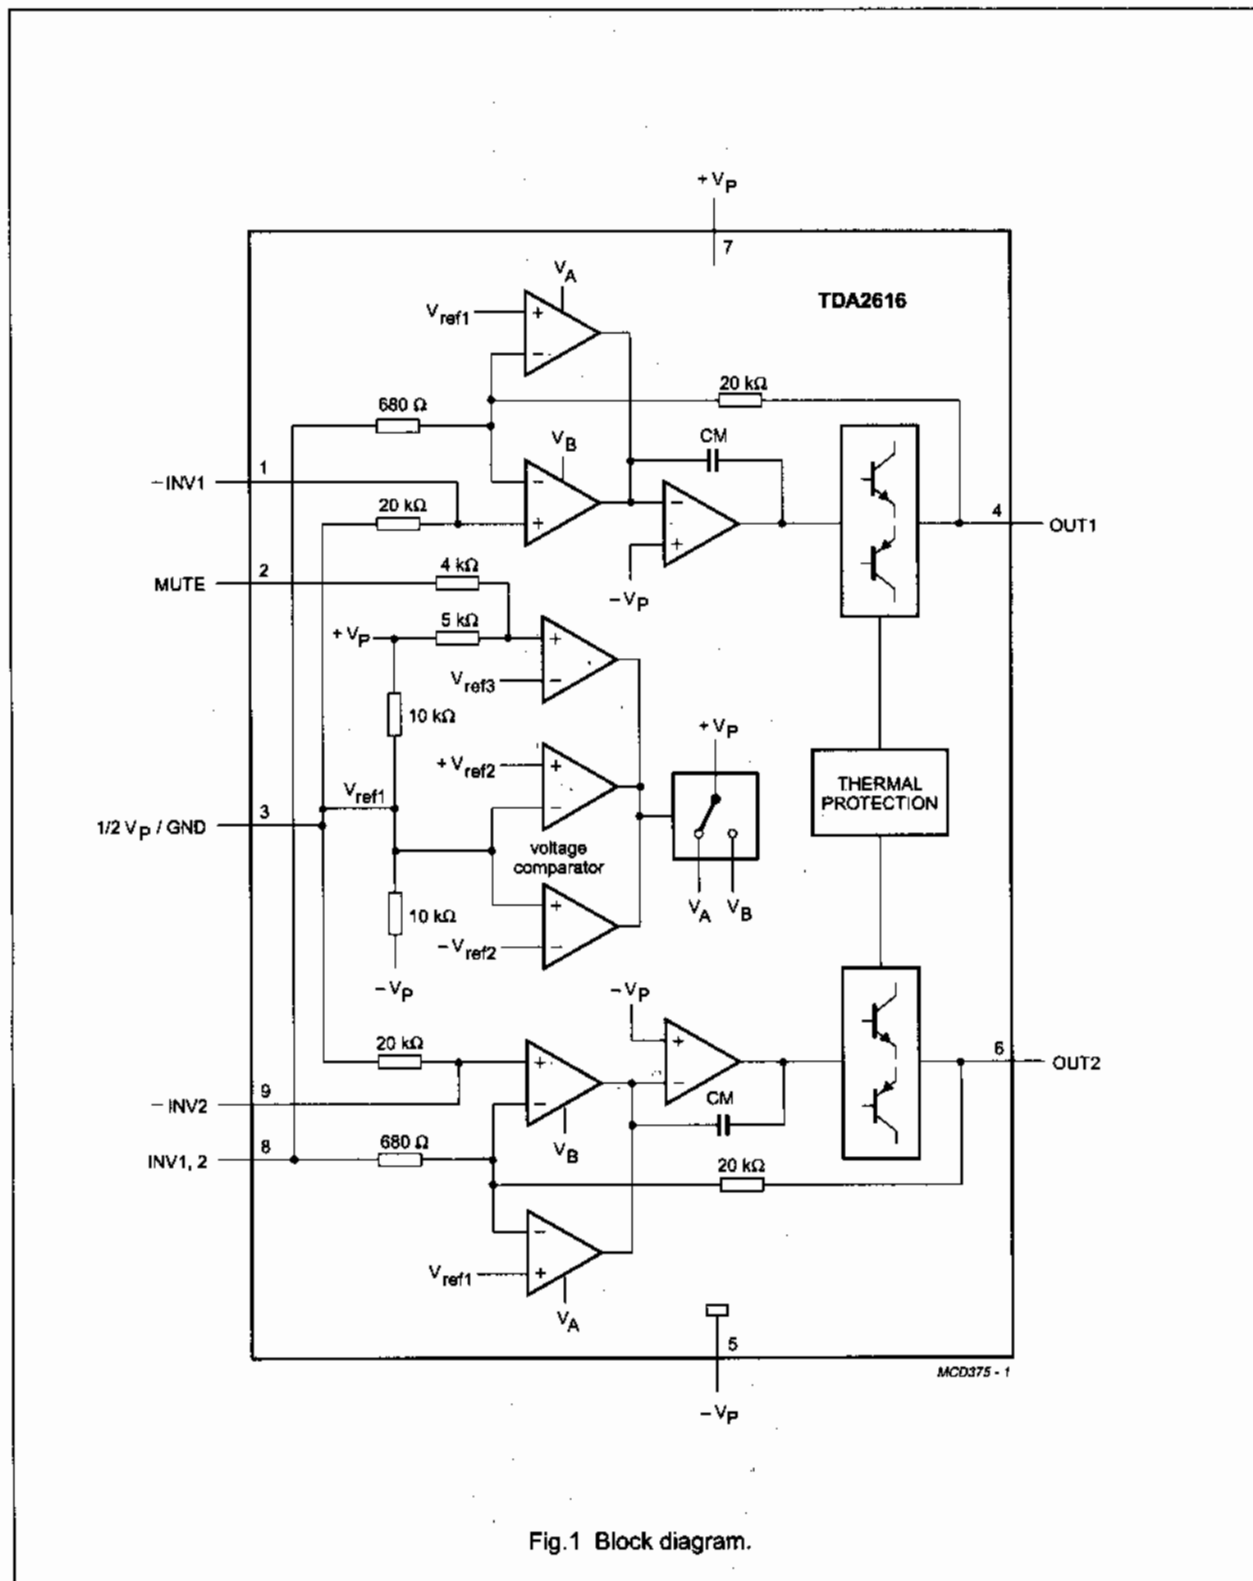 +VP
7
TDA2616
VA
Vref1
+
−
20 kΩ
680 Ω
CM
VB
1
−INV1
−
+
−
+
20 kΩ
4
OUT1
−VP
4 kΩ
2
MUTE
5 kΩ
+VP
+
−
Vref3
10 kΩ
+VP
+Vref2
+
−
THERMAL
PROTECTION
Vref1
3
1/2 VP / GND
voltage
comparator
VA VB
10 kΩ
+
−
−Vref2
−VP
−VP
20 kΩ
+
−
+
−
6
OUT2
9
−INV2
CM
VB
680 Ω
8
INV1, 2
20 kΩ
−
+
Vref1
VA
5
MCD375 - 1
−VP
Fig.1 Block diagram.